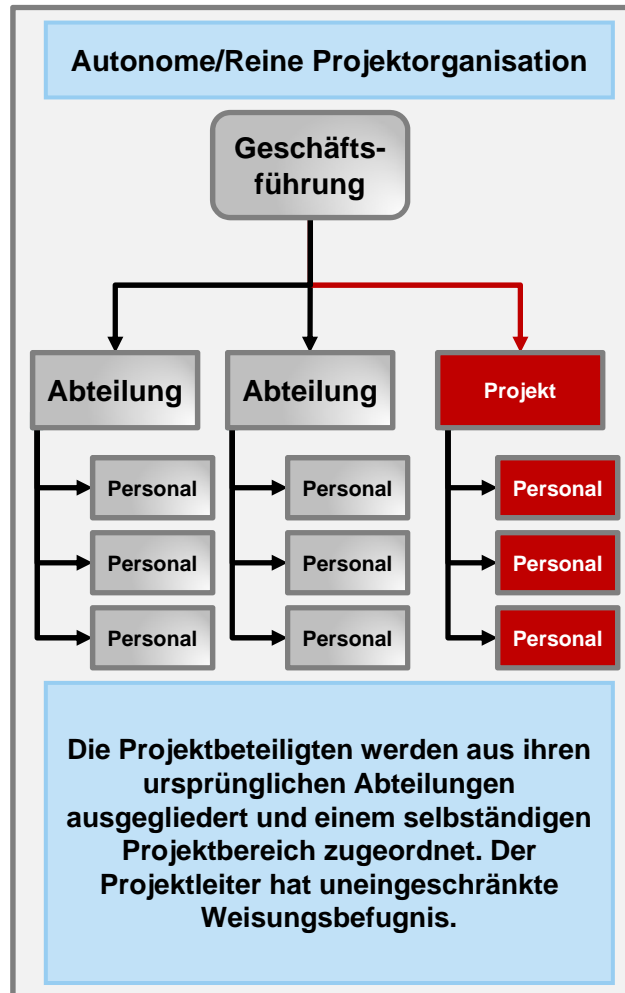 Autonome/Reine Projektorganisation
Geschäfts-
führung
Abteilung
Abteilung
Projekt
Personal
Personal
Personal
Personal
Personal
Personal
Personal
Personal
Personal
Die Projektbeteiligten werden aus ihren
ursprünglichen Abteilungen
ausgegliedert und einem selbständigen
Projektbereich zugeordnet. Der
Projektleiter hat uneingeschränkte
Weisungsbefugnis.